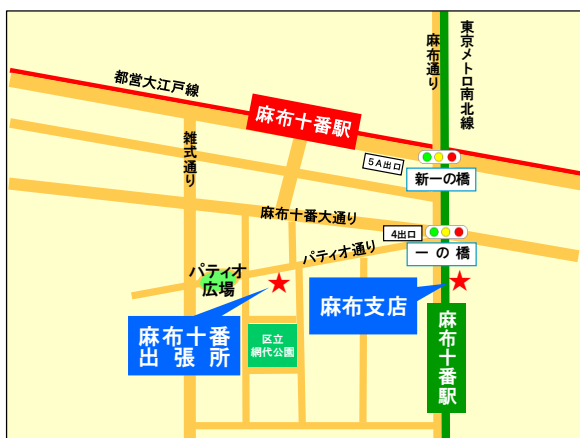 都営大江戸線
麻布十番駅
麻布通り
東京メトロ南北線
雑式通り
5A出口
新一の橋
麻布十番大通り
4出口
一の橋
パティオ通り
パティオ
広場
麻布支店
麻布十番
出張所
区立
網代公園
麻布十番駅